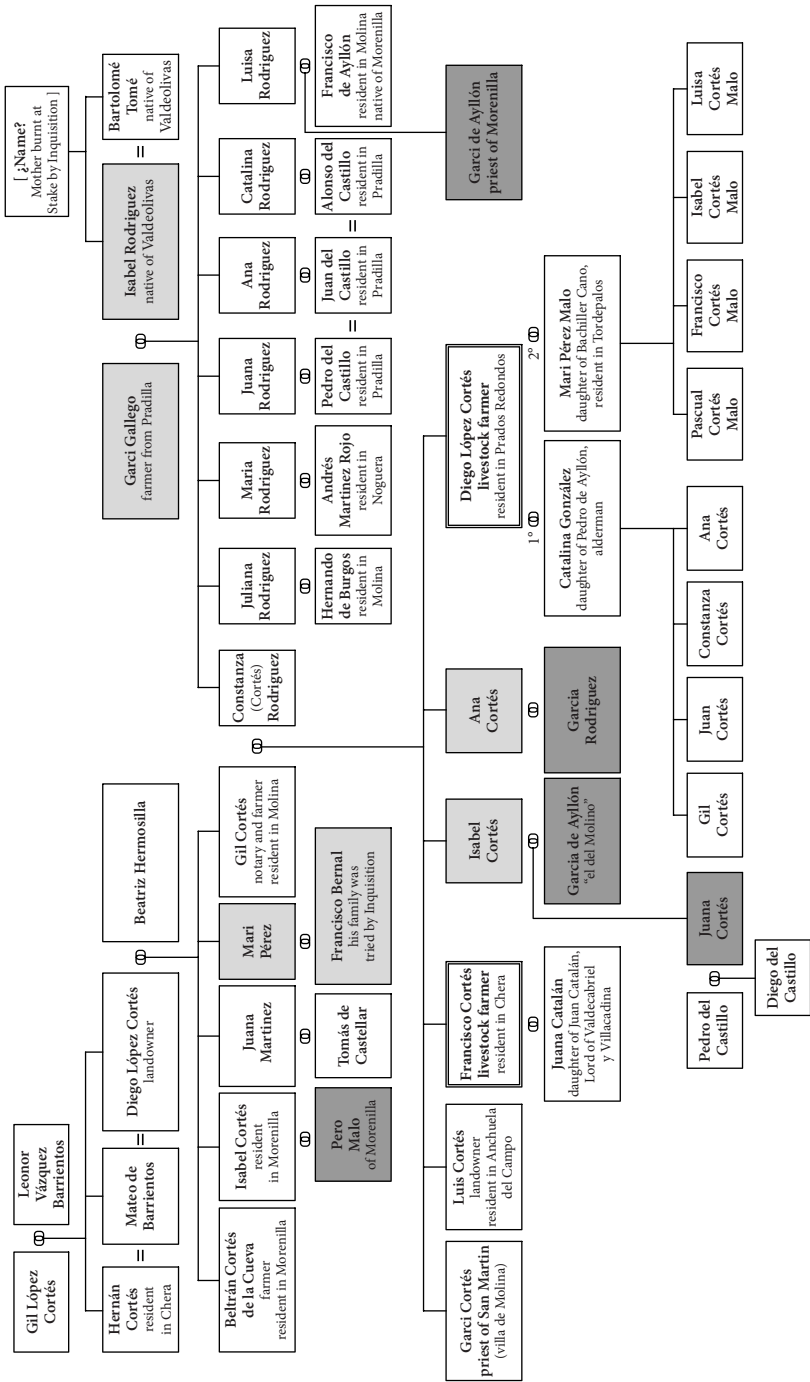 Gil López
Cortés
Leonor
Vázquez
Barrientos
Hernán
Cortés
resident
in Chera
=
Mateo de
Barrientos
=
Diego López Cortés
landowner
Beatriz Hermosilla
Beltrán Cortés
de la Cueva
farmer
resident in Morenilla
Isabel Cortés
resident
in Morenilla
Juana
Martinez
Mari
Pérez
Gil Cortés
notary and farmer
resident in Molina
Pero
Malo
of Morenilla
Tomás de
Castellar
Francisco Bernal
his family was
tried by Inquisition
[ ¿Name?
Mother burnt at
Stake by Inquisition ]
Garci Gallego
farmer from Pradilla
Isabel Rodriguez
native of Valdeolivas
=
Bartolomé
Tomé
native of
Valdeolivas
Constanza
(Cortés)
Rodriguez
Juliana
Rodríguez
Maria
Rodríguez
Juana
Rodríguez
Ana
Rodríguez
Catalina
Rodríguez
Luisa
Rodríguez
Hernando
de Burgos
resident in
Molina
Andrés
Martinez Rojo
resident in
Noguera
Pedro del
Castillo
resident in
Pradilla
=
Juan del
Castillo
resident in
Pradilla
=
Alonso del
Castillo
resident in
Pradilla
Francisco
de Ayllón
resident in Molina
native of Morenilla
Garci de Ayllón
priest of Morenilla
Garci Cortés
priest of San Martin
(villa de Molina)
Luis Cortés
landowner
resident in Anchuela
del Campo
Francisco Cortés
livestock farmer
resident in Chera
Isabel
Cortés
Ana
Cortés
Diego López Cortés
livestock farmer
resident in Prados Redondos
Juana Catalán
daughter of Juan Catalán,
Lord of Valdecabriel
y Villacadina
Garcia de Ayllón
“el del Molino”
Garcia
Rodriguez
1º
2º
Catalina González
daughter of Pedro de Ayllón,
alderman
Mari Pérez Malo
daughter of Bachiller Cano,
resident in Tordepalos
Pedro del
Castillo
Juana
Cortés
Diego del
Castillo
Gil
Cortés
Juan
Cortés
Constanza
Cortés
Ana
Cortés
Pascual
Cortés
Malo
Francisco
Cortés
Malo
Isabel
Cortés
Malo
Luisa
Cortés
Malo